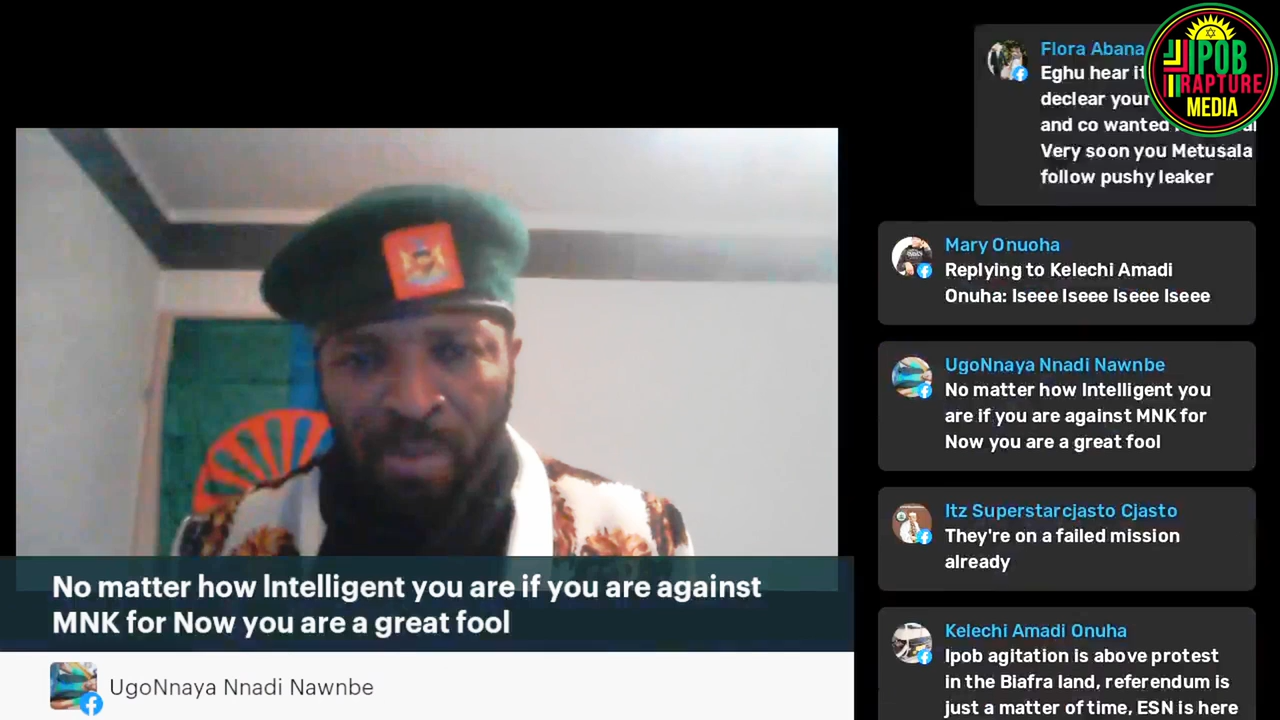 IPOB
RAPTURE
MEDIA
Flora Abana
Eghu hear it
declear your
and co wanted
Very soon you Metusala
follow pushy leaker
Mary Onuoha
Replying to Kelechi Amadi
Onuha: Iseee Iseee Iseee Iseee
UgoNnaya Nnadi Nawnbe
No matter how Intelligent you
are if you are against MNK for
Now you are a great fool
Itz Superstarcjasto Cjasto
They're on a failed mission
already
Kelechi Amadi Onuha
Ipob agitation is above protest
in the Biafra land, referendum is
just a matter of time, ESN is here
No matter how Intelligent you are if you are against
MNK for Now you are a great fool
UgoNnaya Nnadi Nawnbe